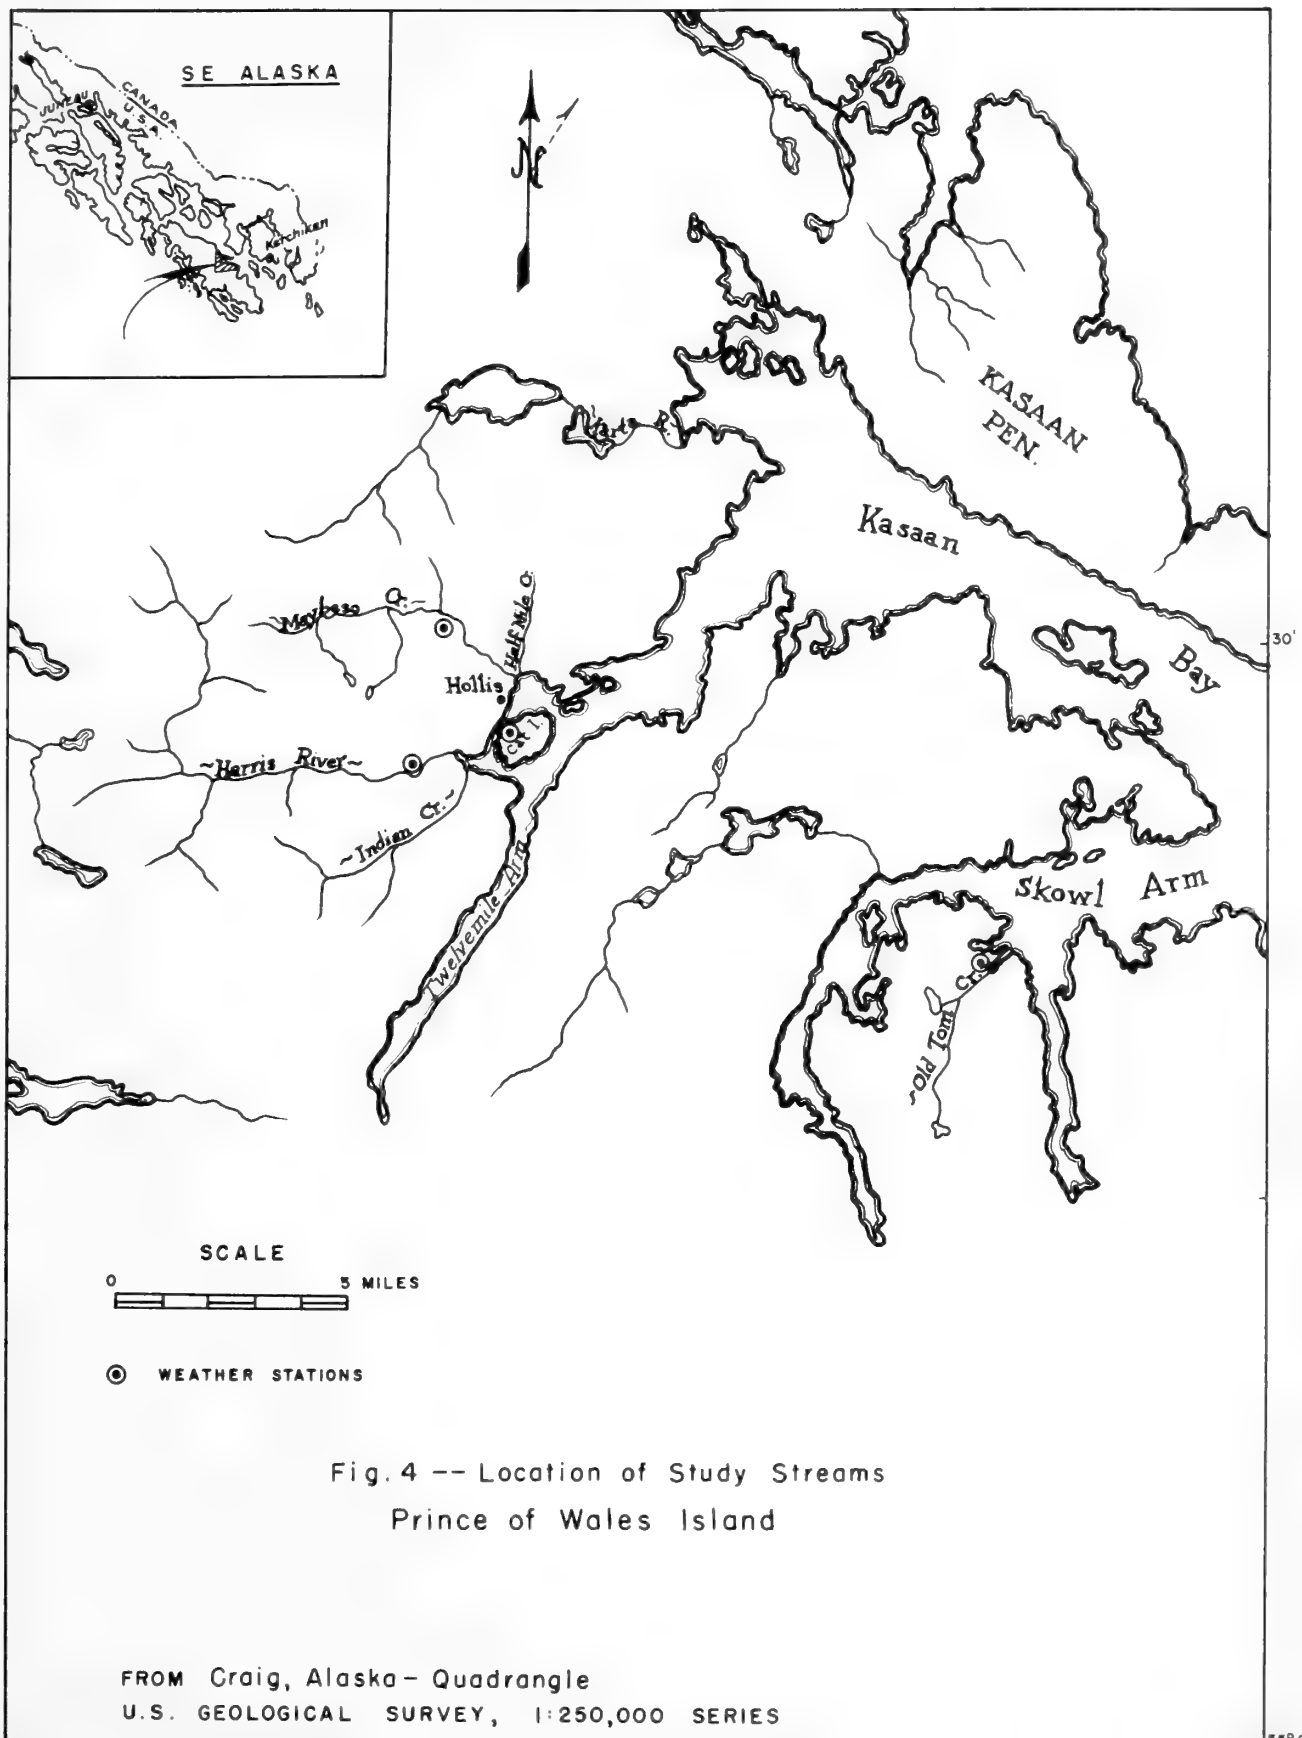 SE ALASKA
CANADA
U.S.A.
JUNEAU
Ketchikan
N
KASAAN
PEN.
Harts R.
Kasaan
Bay
30'
Maybeso Cr.
Half Mile C.
Hollis
Cat I.
~Harris River~
~Indian Cr.~
Twelvemile Arm
Skowl Arm
~Old Tom Cr.
SCALE
0 5 MILES
WEATHER STATIONS
Fig. 4 -- Location of Study Streams
Prince of Wales Island
FROM Craig, Alaska - Quadrangle
U.S. GEOLOGICAL SURVEY, 1:250,000 SERIES